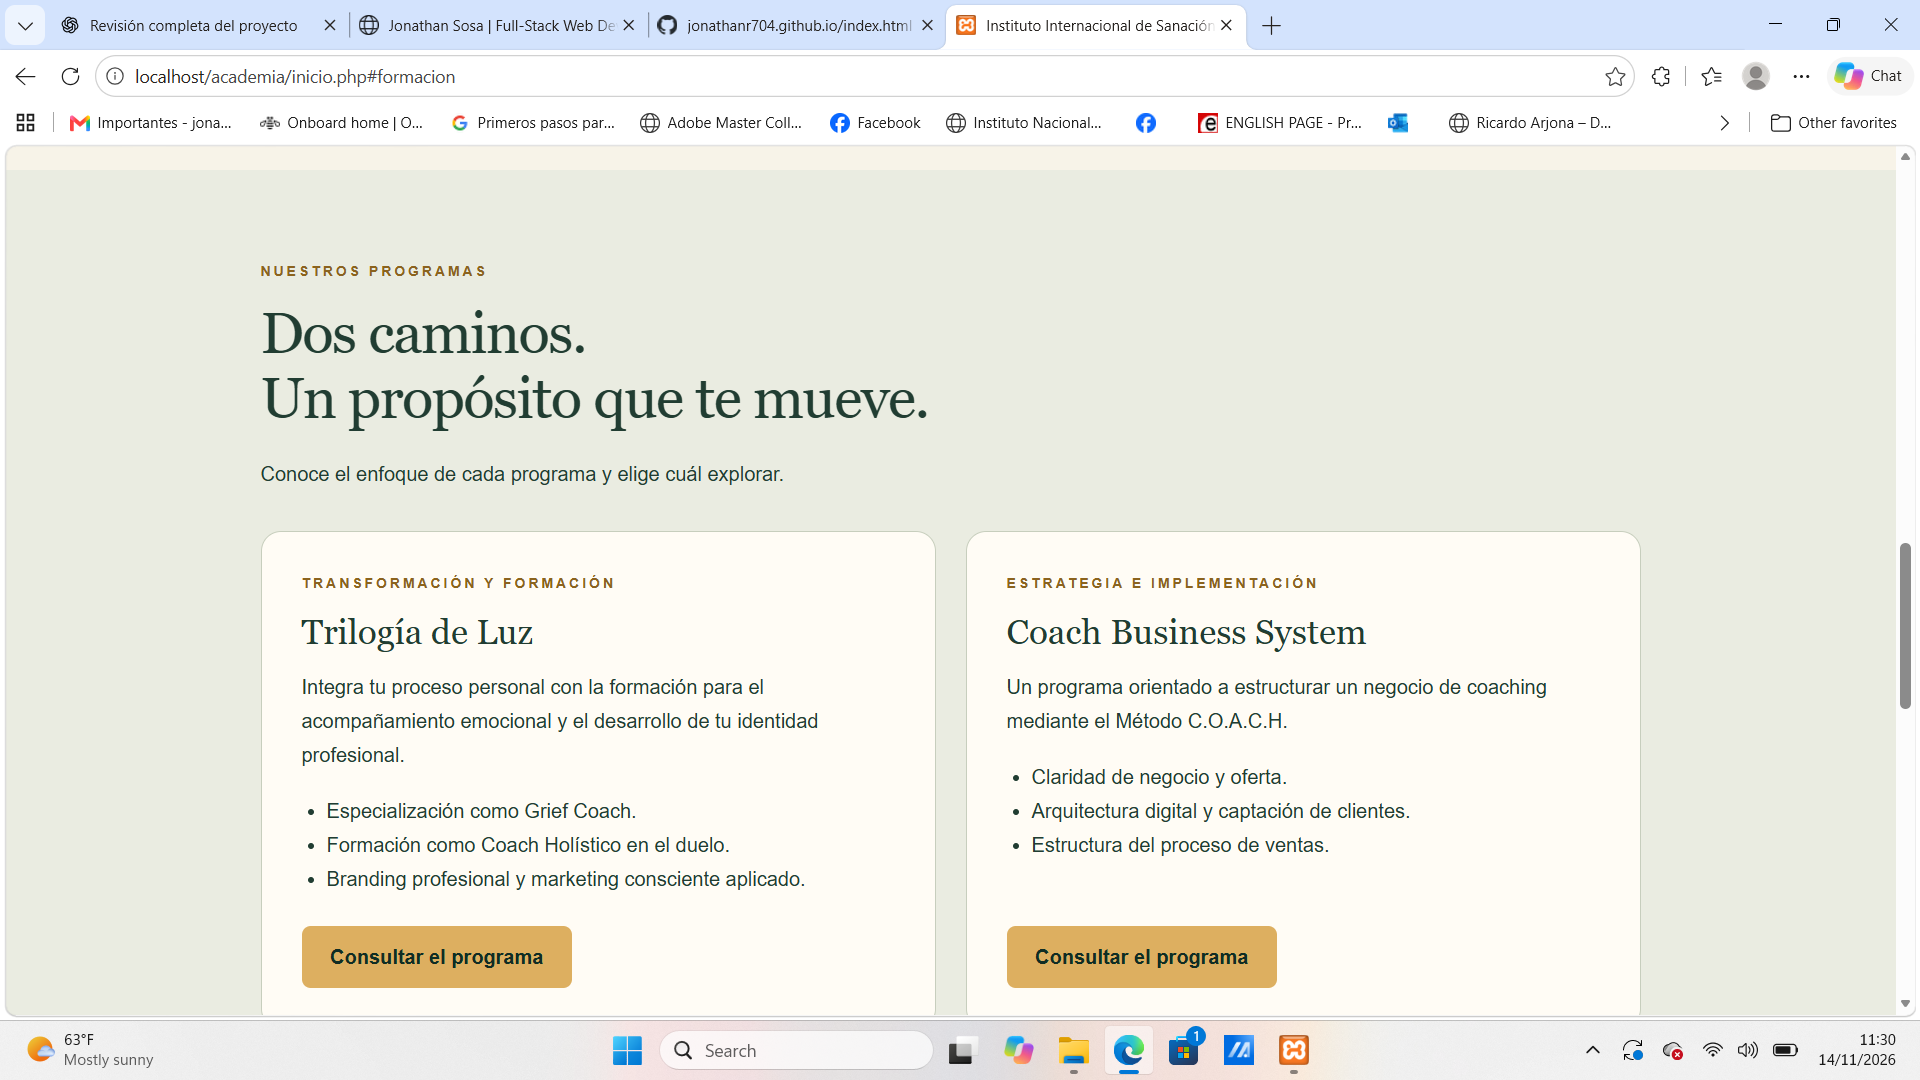 Revisión completa del proyecto
Jonathan Sosa | Full-Stack Web De
jonathanr704.github.io/index.html
Instituto Internacional de Sanación
localhost/academia/inicio.php#formacion
Chat
Importantes - jona...
Onboard home | O...
Primeros pasos par...
Adobe Master Coll...
Facebook
Instituto Nacional...
ENGLISH PAGE - Pr...
Ricardo Arjona – D...
Other favorites
NUESTROS PROGRAMAS
Dos caminos.
Un propósito que te mueve.
Conoce el enfoque de cada programa y elige cuál explorar.
TRANSFORMACIÓN Y FORMACIÓN
Trilogía de Luz
Integra tu proceso personal con la formación para el
acompañamiento emocional y el desarrollo de tu identidad
profesional.
• Especialización como Grief Coach.
• Formación como Coach Holístico en el duelo.
• Branding profesional y marketing consciente aplicado.
Consultar el programa
ESTRATEGIA E IMPLEMENTACIÓN
Coach Business System
Un programa orientado a estructurar un negocio de coaching
mediante el Método C.O.A.C.H.
• Claridad de negocio y oferta.
• Arquitectura digital y captación de clientes.
• Estructura del proceso de ventas.
Consultar el programa
63°F
Mostly sunny
Search
1
11:30
14/11/2026